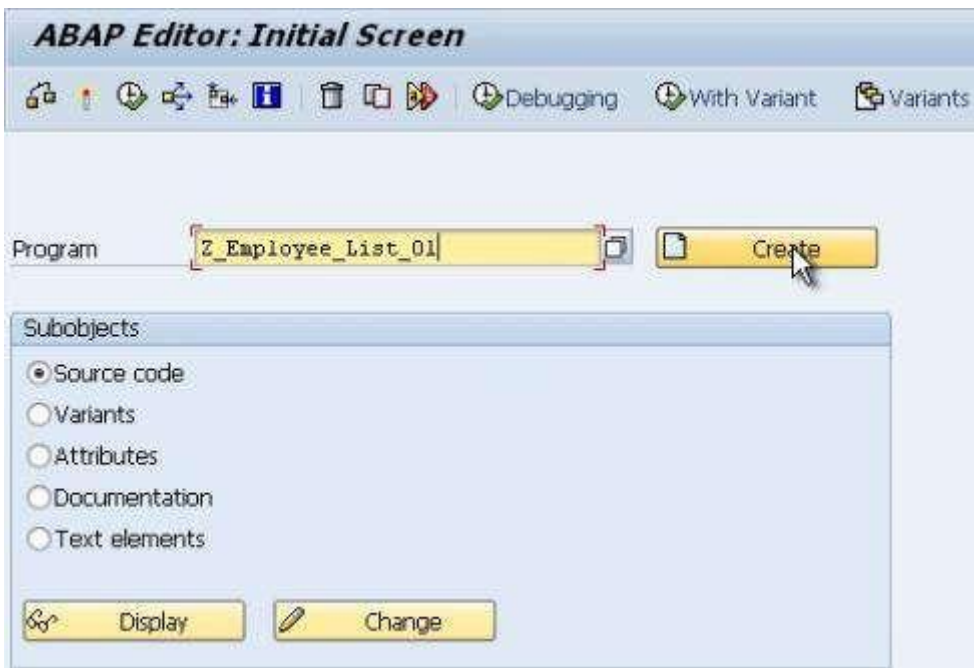 ABAP Editor: Initial Screen
Debugging With Variant Variants
Program Z_Employee_List_01 Create
Subobjects
Source code
Variants
Attributes
Documentation
Text elements
Display Change